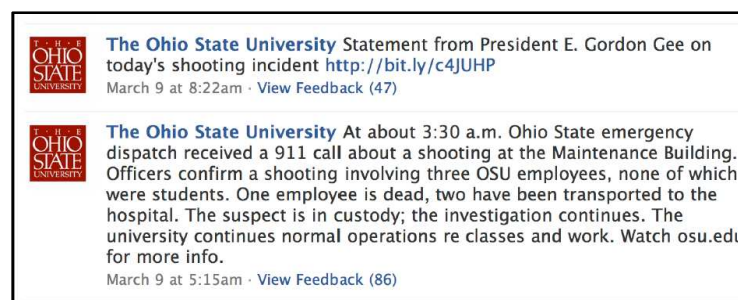 T · H · E
OHIO
STATE
UNIVERSITY
The Ohio State University Statement from President E. Gordon Gee on
today's shooting incident http://bit.ly/c4JUHP
March 9 at 8:22am · View Feedback (47)
T · H · E
OHIO
STATE
UNIVERSITY
The Ohio State University At about 3:30 a.m. Ohio State emergency
dispatch received a 911 call about a shooting at the Maintenance Building.
Officers confirm a shooting involving three OSU employees, none of which
were students. One employee is dead, two have been transported to the
hospital. The suspect is in custody; the investigation continues. The
university continues normal operations re classes and work. Watch osu.edu
for more info.
March 9 at 5:15am · View Feedback (86)